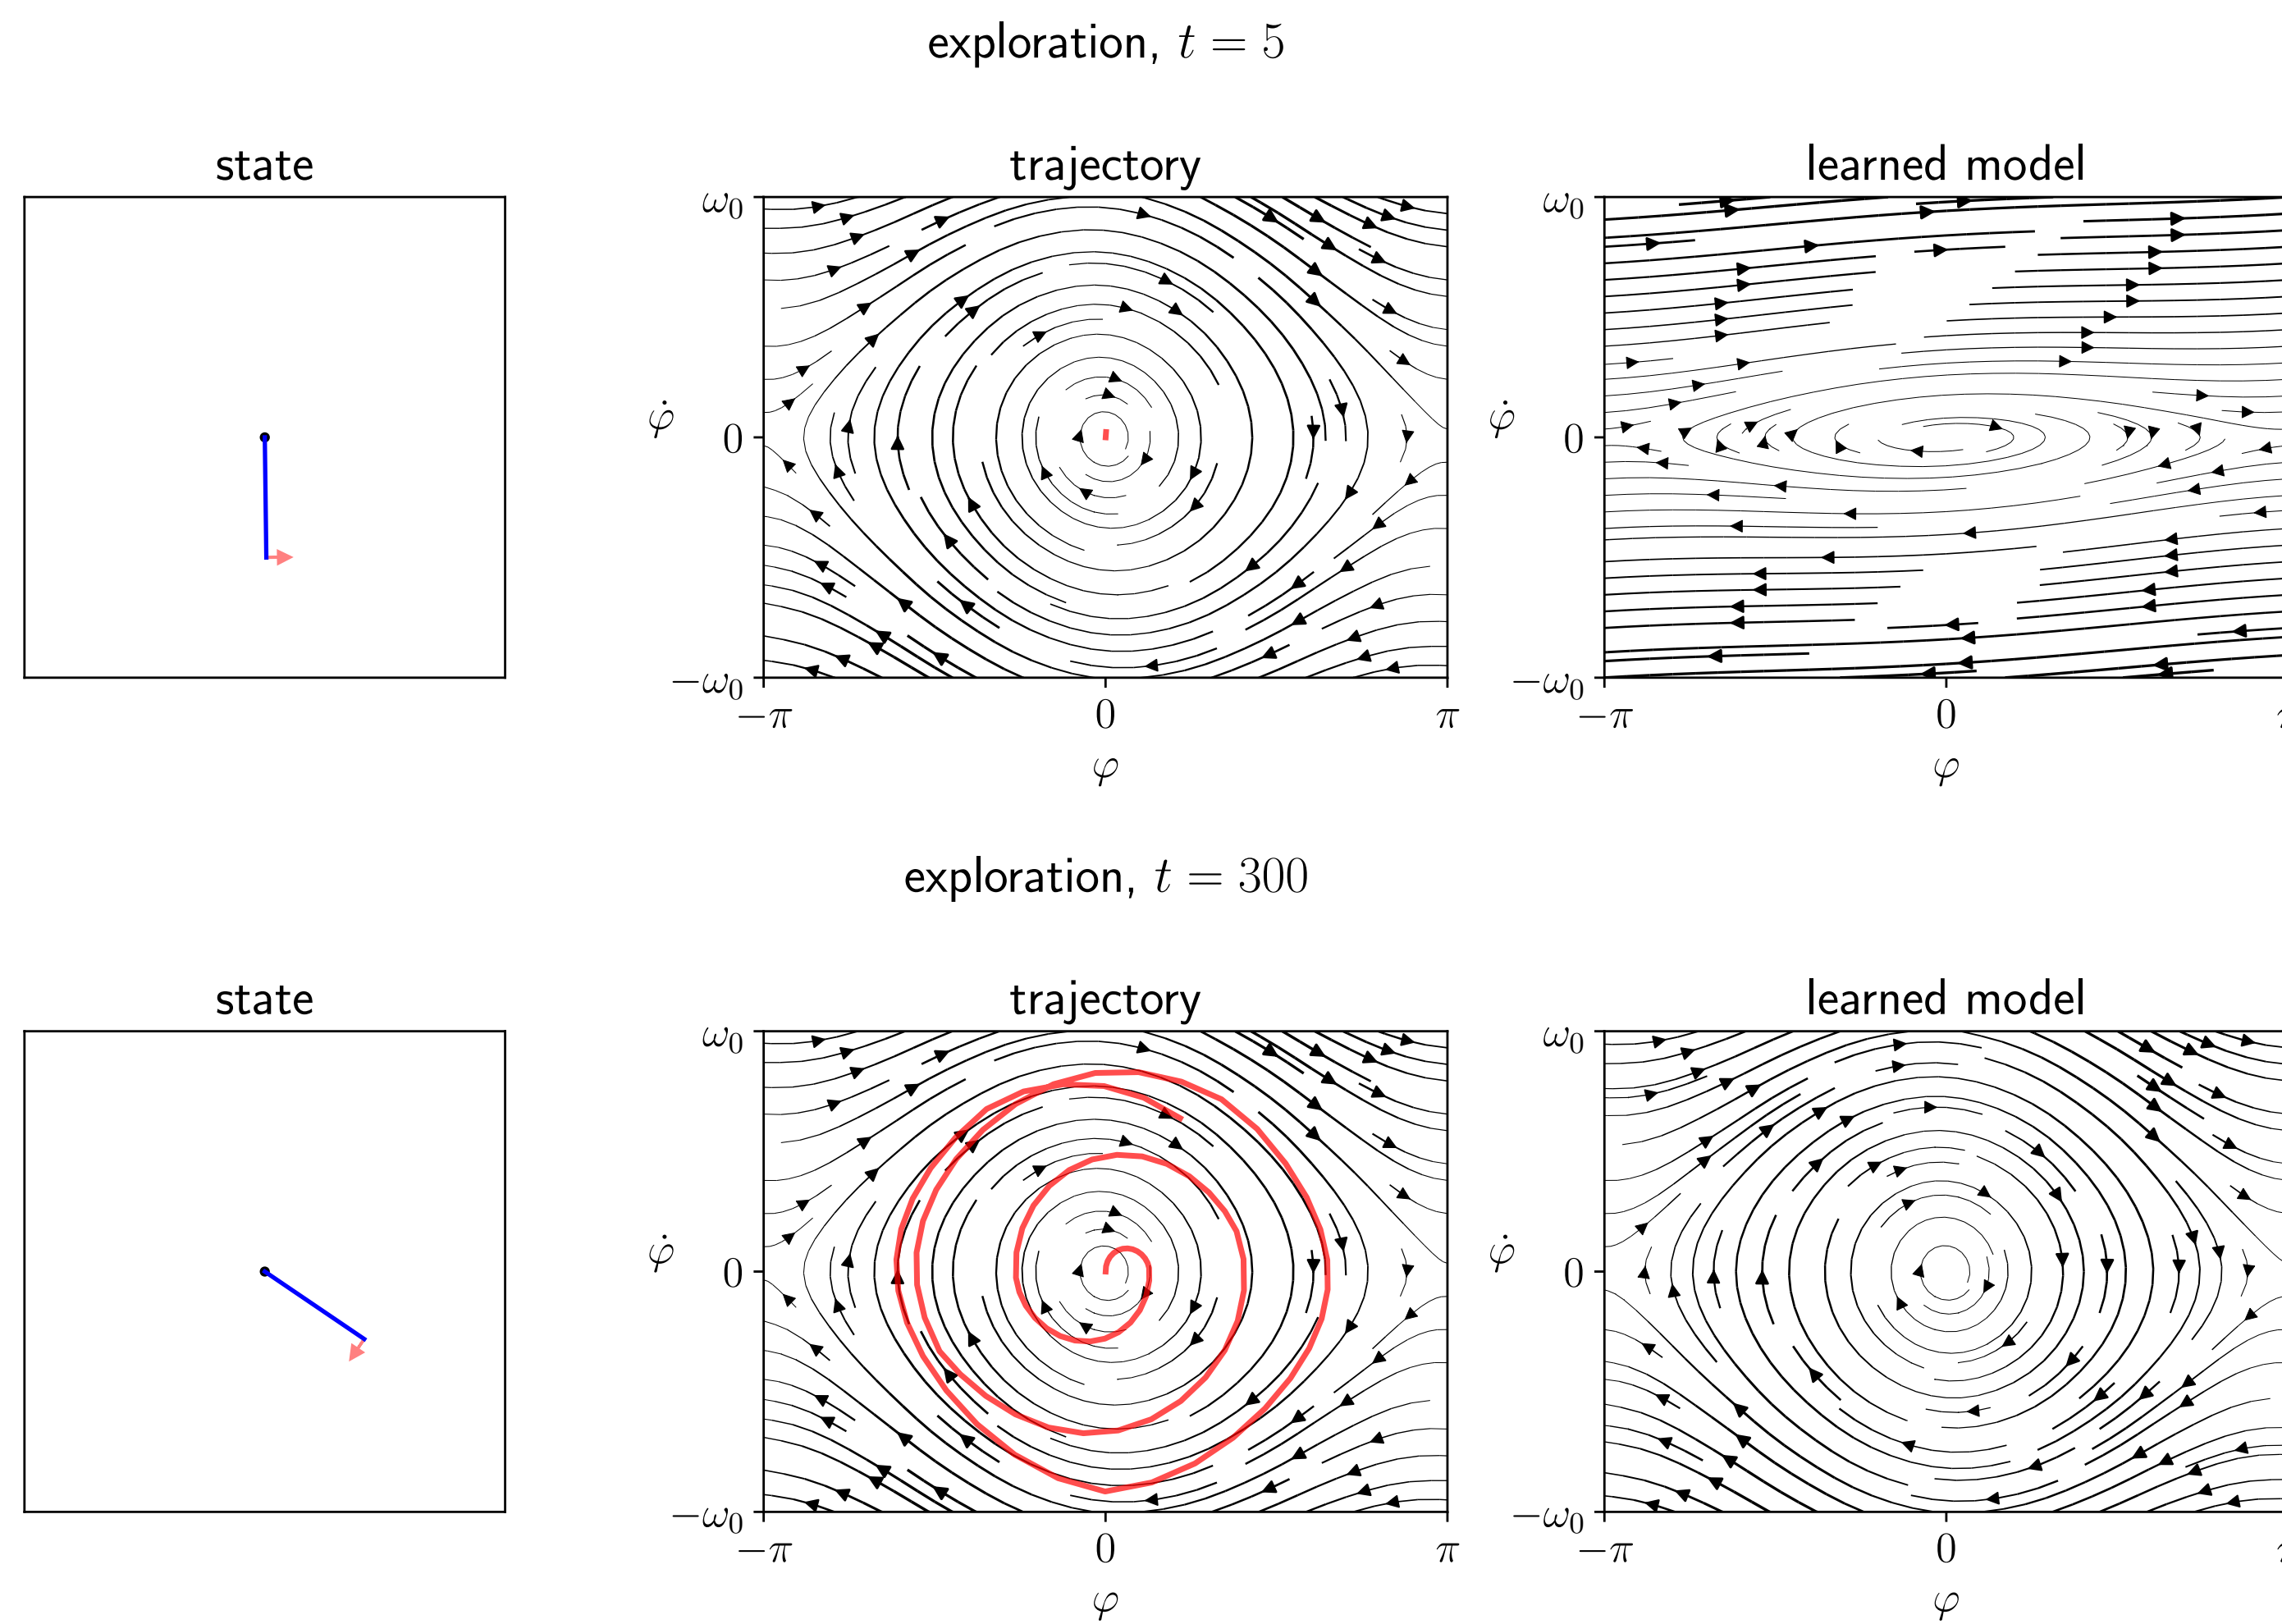 exploration, t = 5
state
trajectory
learned model
ω₀
φ̇
0
−ω₀
−π
0
π
φ
ω₀
φ̇
0
−ω₀
−π
0
φ
exploration, t = 300
state
trajectory
learned model
ω₀
φ̇
0
−ω₀
−π
0
π
φ
ω₀
φ̇
0
−ω₀
−π
0
φ